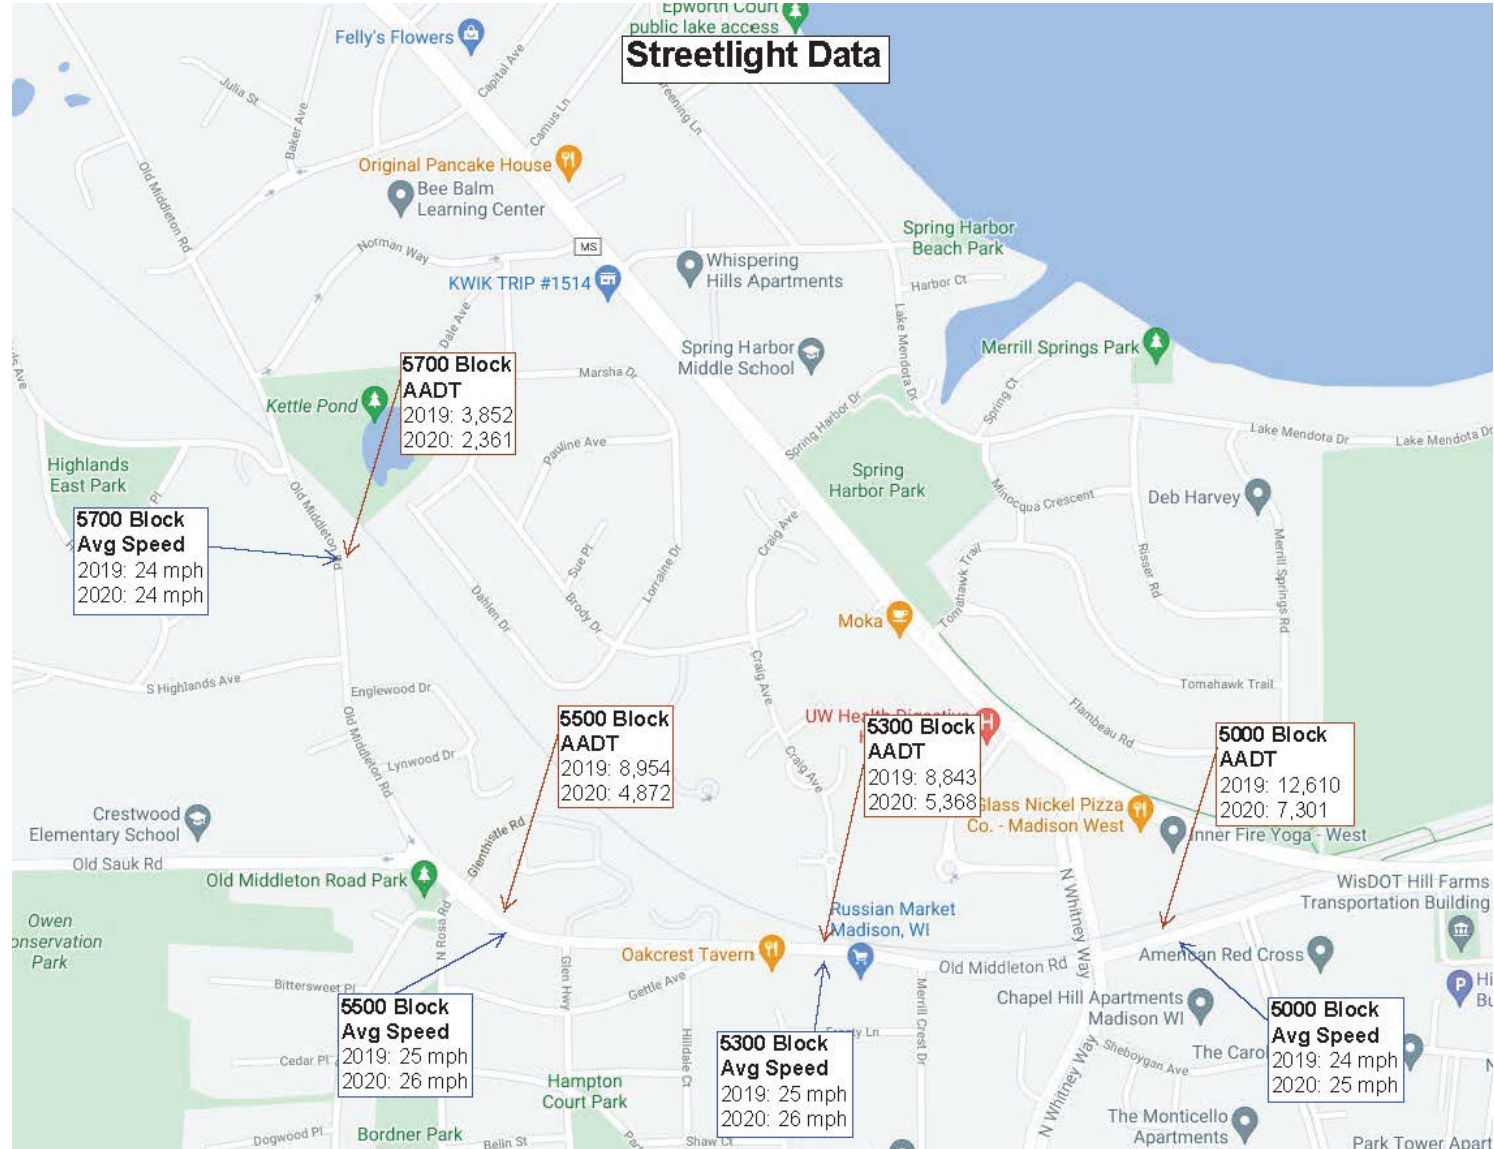 Epworth Court
public lake access
Felly's Flowers
Streetlight Data
Capital Ave
Julia St
Baker Ave
Camus Ln
Original Pancake House
Bee Balm
Learning Center
Old Middleton Rd
Norman Way
MS
Spring Harbor
Beach Park
Whispering
Hills Apartments
KWIK TRIP #1514
Harbor Ct
Dale Ave
Lake Mendota Dr
Spring Harbor
Middle School
Merrill Springs Park
5700 Block
AADT
2019: 3,852
2020: 2,361
Marsha Dr
Kettle Pond
Spring Ct
Spring Harbor Dr
Lake Mendota Dr
Lake Mendota Dr
Pauline Ave
Highlands
East Park
Spring
Harbor Park
Old Middleton Rd
Minocqua Crescent
Deb Harvey
5700 Block
Avg Speed
2019: 24 mph
2020: 24 mph
Craig Ave
Sue Pl
Lorraine Dr
Brody Dr
Dahlen Dr
Tomahawk Trail
Risser Rd
Merrill Springs Rd
Moka
S Highlands Ave
Englewood Dr
Craig Ave
Tomahawk Trail
Flambeau Rd
Old Middleton Rd
Lynwood Dr
5500 Block
AADT
2019: 8,954
2020: 4,872
UW Health Digestive
5300 Block
AADT
2019: 8,843
2020: 5,368
5000 Block
AADT
2019: 12,610
2020: 7,301
Craig Ave
Glass Nickel Pizza
Co. - Madison West
Inner Fire Yoga - West
Crestwood
Elementary School
Old Sauk Rd
Glenthistle Rd
Old Middleton Road Park
N Whitney Way
WisDOT Hill Farms
Transportation Building
Owen
onservation
Park
N Rosa Rd
Russian Market
Madison, WI
Oakcrest Tavern
Old Middleton Rd
American Red Cross
Glen Hwy
Gettle Ave
Bittersweet Pl
Merrill Crest Dr
Chapel Hill Apartments
Madison WI
Hi
Bu
5500 Block
Avg Speed
2019: 25 mph
2020: 26 mph
5300 Block
Avg Speed
2019: 25 mph
2020: 26 mph
5000 Block
Avg Speed
2019: 24 mph
2020: 25 mph
Cedar Pl
Hilldale Ct
N Whitney Way
Sheboygan Ave
The Carol
Hampton
Court Park
The Monticello
Apartments
Dogwood Pl
Bordner Park
Belin St
Shaw Ct
Park Tower Apart